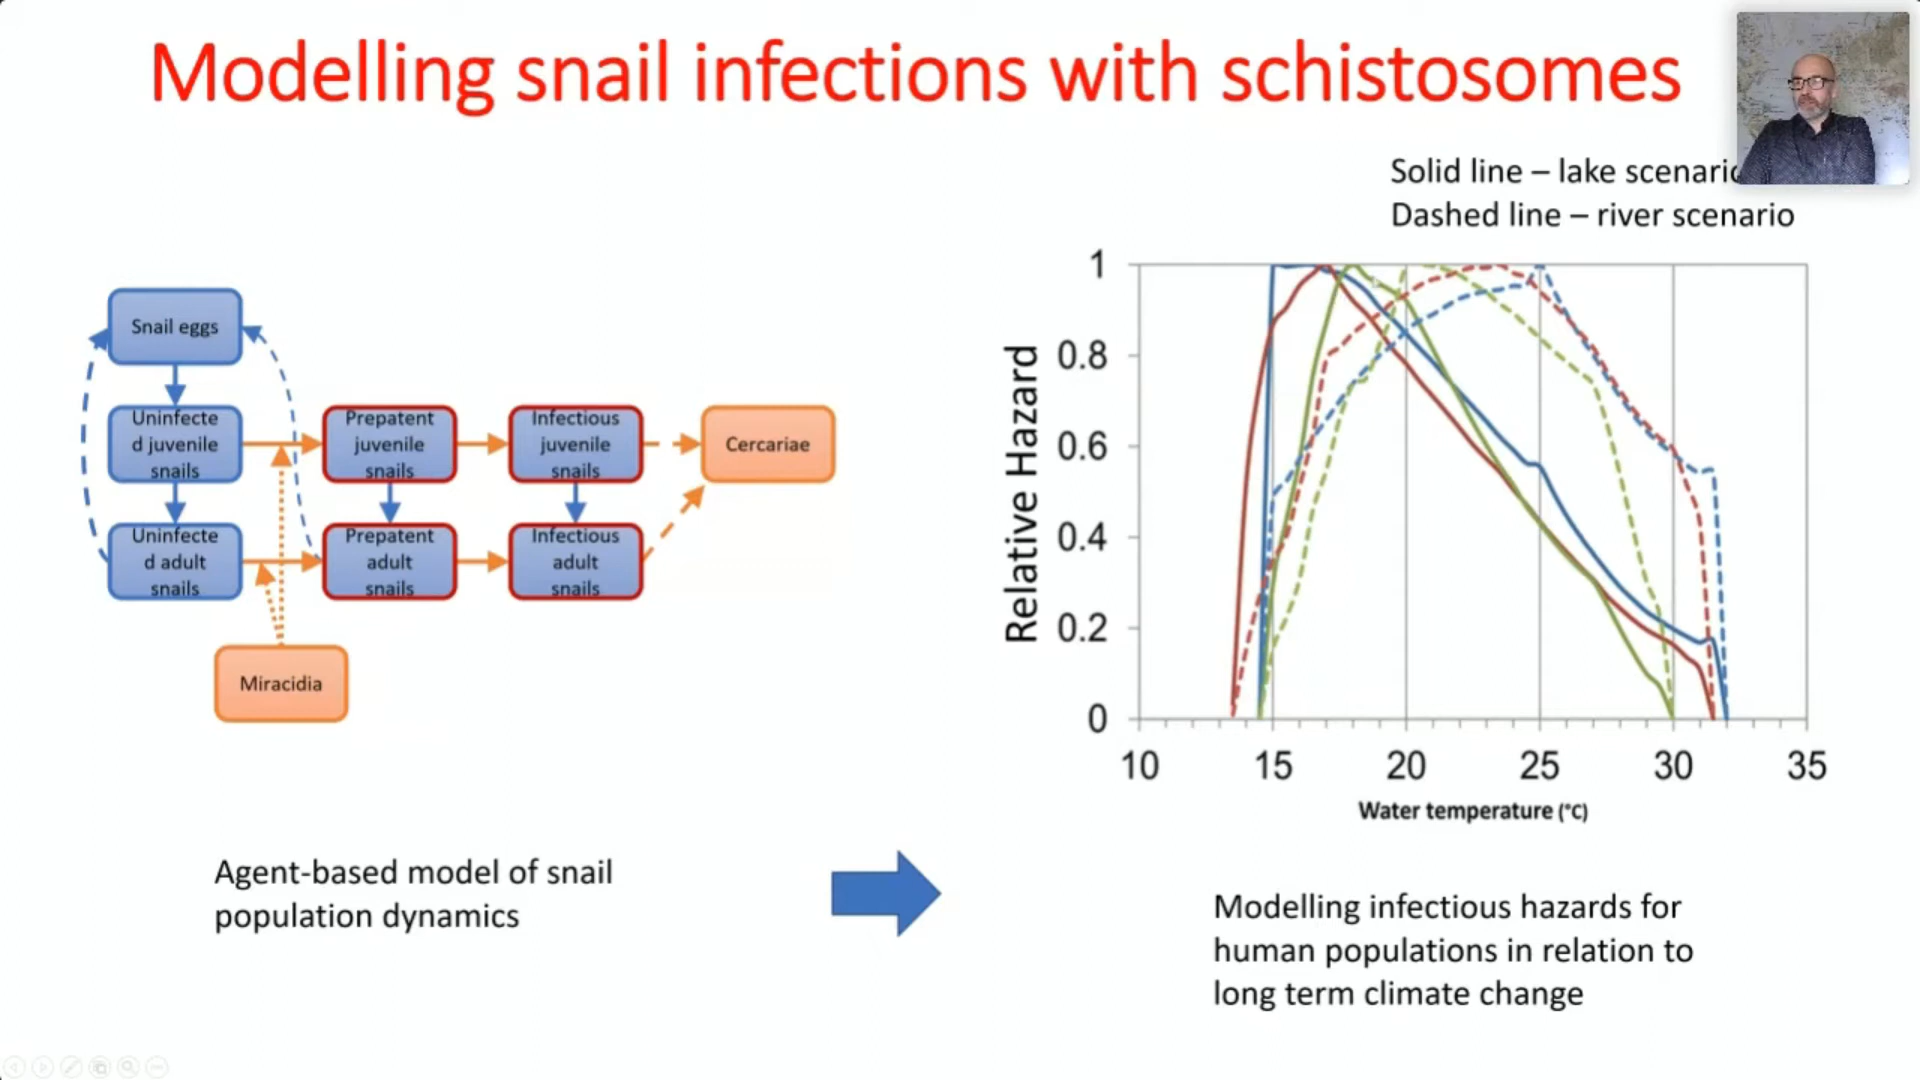 Modelling snail infections with schistosomes
Solid line – lake scenario
Dashed line – river scenario
Snail eggs
Uninfecte
d juvenile
snails
Prepatent
juvenile
snails
Infectious
juvenile
snails
Cercariae
Uninfecte
d adult
snails
Prepatent
adult
snails
Infectious
adult
snails
Miracidia
Agent-based model of snail
population dynamics
Relative Hazard
1
0.8
0.6
0.4
0.2
0
10 15 20 25 30 35
Water temperature (°C)
Modelling infectious hazards for
human populations in relation to
long term climate change